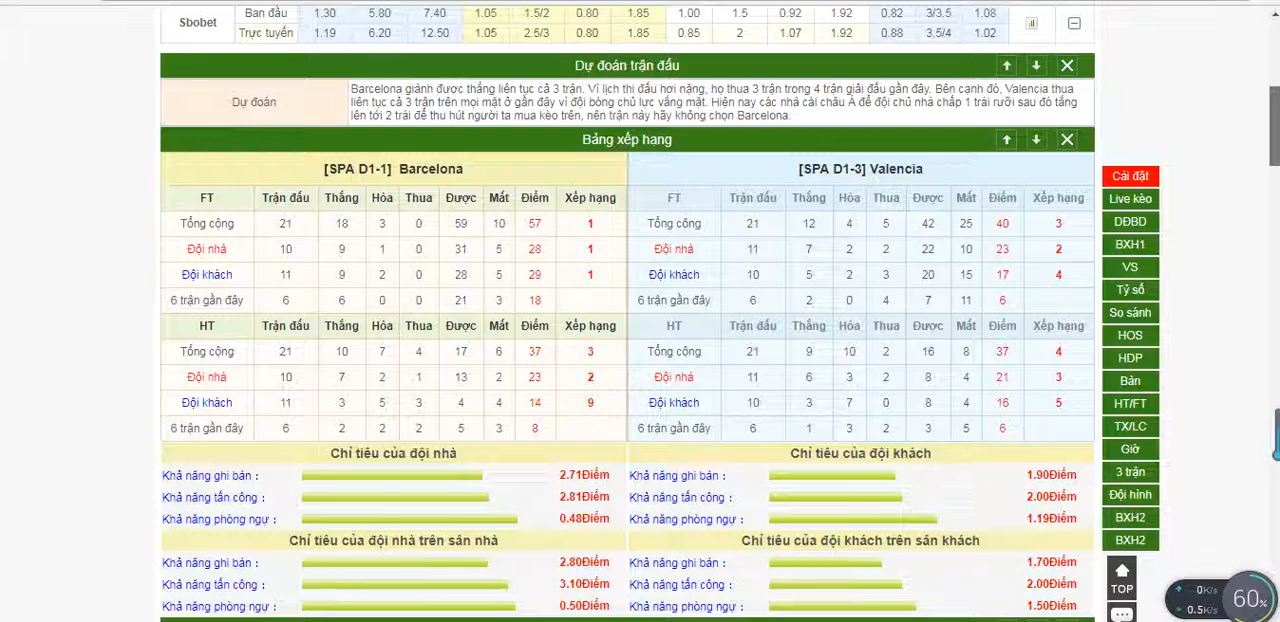 Sbobet Ban đầu 1.30 5.80 7.40 1.05 1.5/2 0.80 1.85 1.00 1.5 0.92 1.92 0.82 3/3.5 1.08
Trực tuyến 1.19 6.20 12.50 1.05 2.5/3 0.80 1.85 0.85 2 1.07 1.92 0.88 3.5/4 1.02
Dự đoán trận đấu
Dự đoán
Barcelona giành được thắng liên tục cả 3 trận. Vì lịch thi đấu hơi nặng, họ thua 3 trận trong 4 trận giải đấu gần đây. Bên cạnh đó, Valencia thua
liên tục cả 3 trận trên mọi mặt ở gần đây vì đội bóng chủ lực vắng mặt. Hiện nay các nhà cái châu Á để đội chủ nhà chấp 1 trái rưỡi sau đó tăng
lên tới 2 trái để thu hút người ta mua kèo trên, nên trận này hãy không chọn Barcelona.
Bảng xếp hạng
[SPA D1-1] Barcelona [SPA D1-3] Valencia
FT Trận đấu Thắng Hòa Thua Được Mất Điểm Xếp hạng FT Trận đấu Thắng Hòa Thua Được Mất Điểm Xếp hạng
Tổng cộng 21 18 3 0 59 10 57 1 Tổng cộng 21 12 4 5 42 25 40 3
Đội nhà 10 9 1 0 31 5 28 1 Đội nhà 11 7 2 2 22 10 23 2
Đội khách 11 9 2 0 28 5 29 1 Đội khách 10 5 2 3 20 15 17 4
6 trận gần đây 6 6 0 0 21 3 18 6 trận gần đây 6 2 0 4 7 11 6
HT Trận đấu Thắng Hòa Thua Được Mất Điểm Xếp hạng HT Trận đấu Thắng Hòa Thua Được Mất Điểm Xếp hạng
Tổng cộng 21 10 7 4 17 6 37 3 Tổng cộng 21 9 10 2 16 8 37 4
Đội nhà 10 7 2 1 13 2 23 2 Đội nhà 11 6 3 2 8 4 21 3
Đội khách 11 3 5 3 4 4 14 9 Đội khách 10 3 7 0 8 4 16 5
6 trận gần đây 6 2 2 2 5 3 8 6 trận gần đây 6 1 3 2 3 5 6
Chỉ tiêu của đội nhà Chỉ tiêu của đội khách
Khả năng ghi bàn : 2.71Điểm Khả năng ghi bàn : 1.90Điểm
Khả năng tấn công : 2.81Điểm Khả năng tấn công : 2.00Điểm
Khả năng phòng ngự : 0.48Điểm Khả năng phòng ngự : 1.19Điểm
Chỉ tiêu của đội nhà trên sân nhà Chỉ tiêu của đội khách trên sân khách
Khả năng ghi bàn : 2.80Điểm Khả năng ghi bàn : 1.70Điểm
Khả năng tấn công : 3.10Điểm Khả năng tấn công : 2.00Điểm
Khả năng phòng ngự : 0.50Điểm Khả năng phòng ngự : 1.50Điểm
Cài đặt
Live kèo
DĐBD
BXH1
VS
Tỷ số
So sánh
HOS
HDP
Bàn
HT/FT
TX/LC
Giờ
3 trận
Đội hình
BXH2
BXH2
TOP
0K/s
0.5K/s
60%